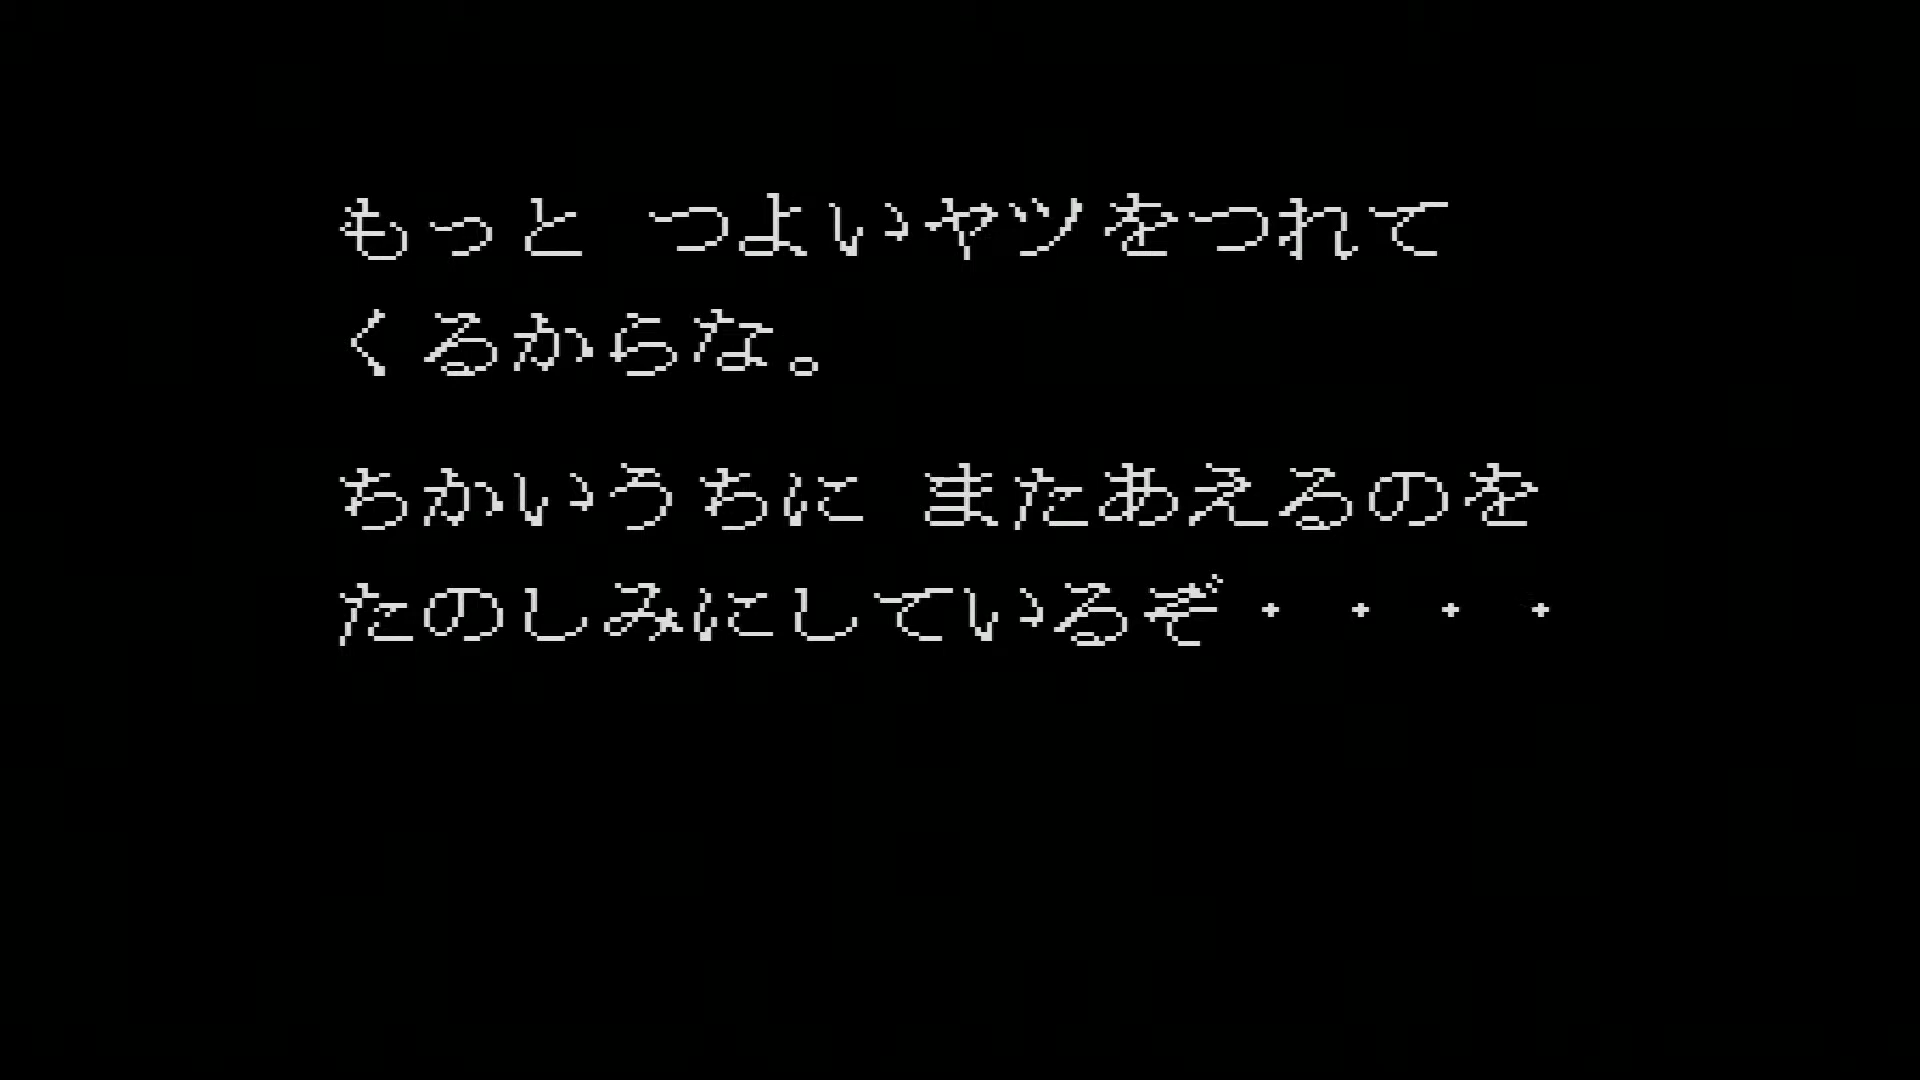 もっと つよいヤツをつれて
くるからな。
ちかいうちに またあえるのを
たのしみにしているぞ・・・・